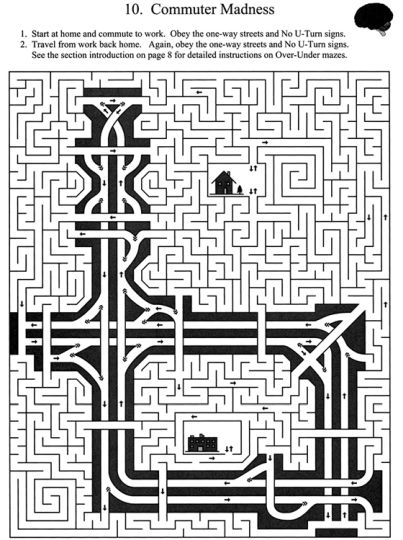 10. Commuter Madness
1. Start at home and commute to work. Obey the one-way streets and No U-Turn signs.
2. Travel from work back home. Again, obey the one-way streets and No U-Turn signs.
See the section introduction on page 8 for detailed instructions on Over-Under mazes.